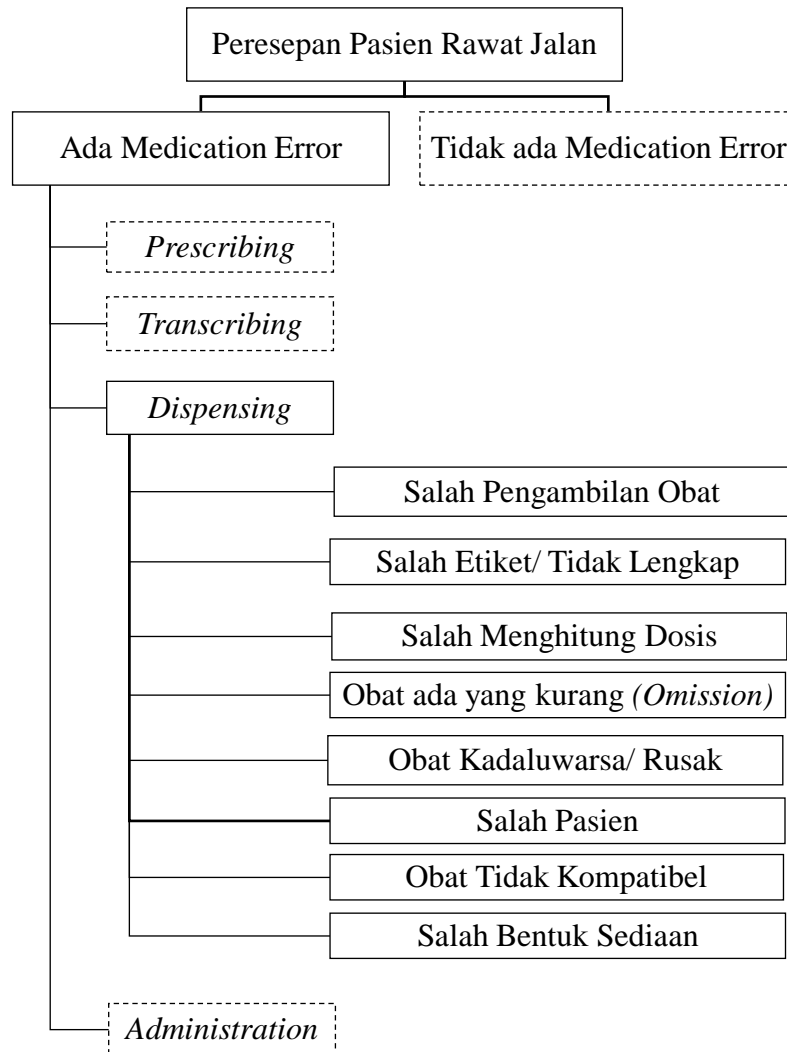 Peresepan Pasien Rawat Jalan
Ada Medication Error
Tidak ada Medication Error
Prescribing
Transcribing
Dispensing
Salah Pengambilan Obat
Salah Etiket/ Tidak Lengkap
Salah Menghitung Dosis
Obat ada yang kurang (Omission)
Obat Kadaluwarsa/ Rusak
Salah Pasien
Obat Tidak Kompatibel
Salah Bentuk Sediaan
Administration